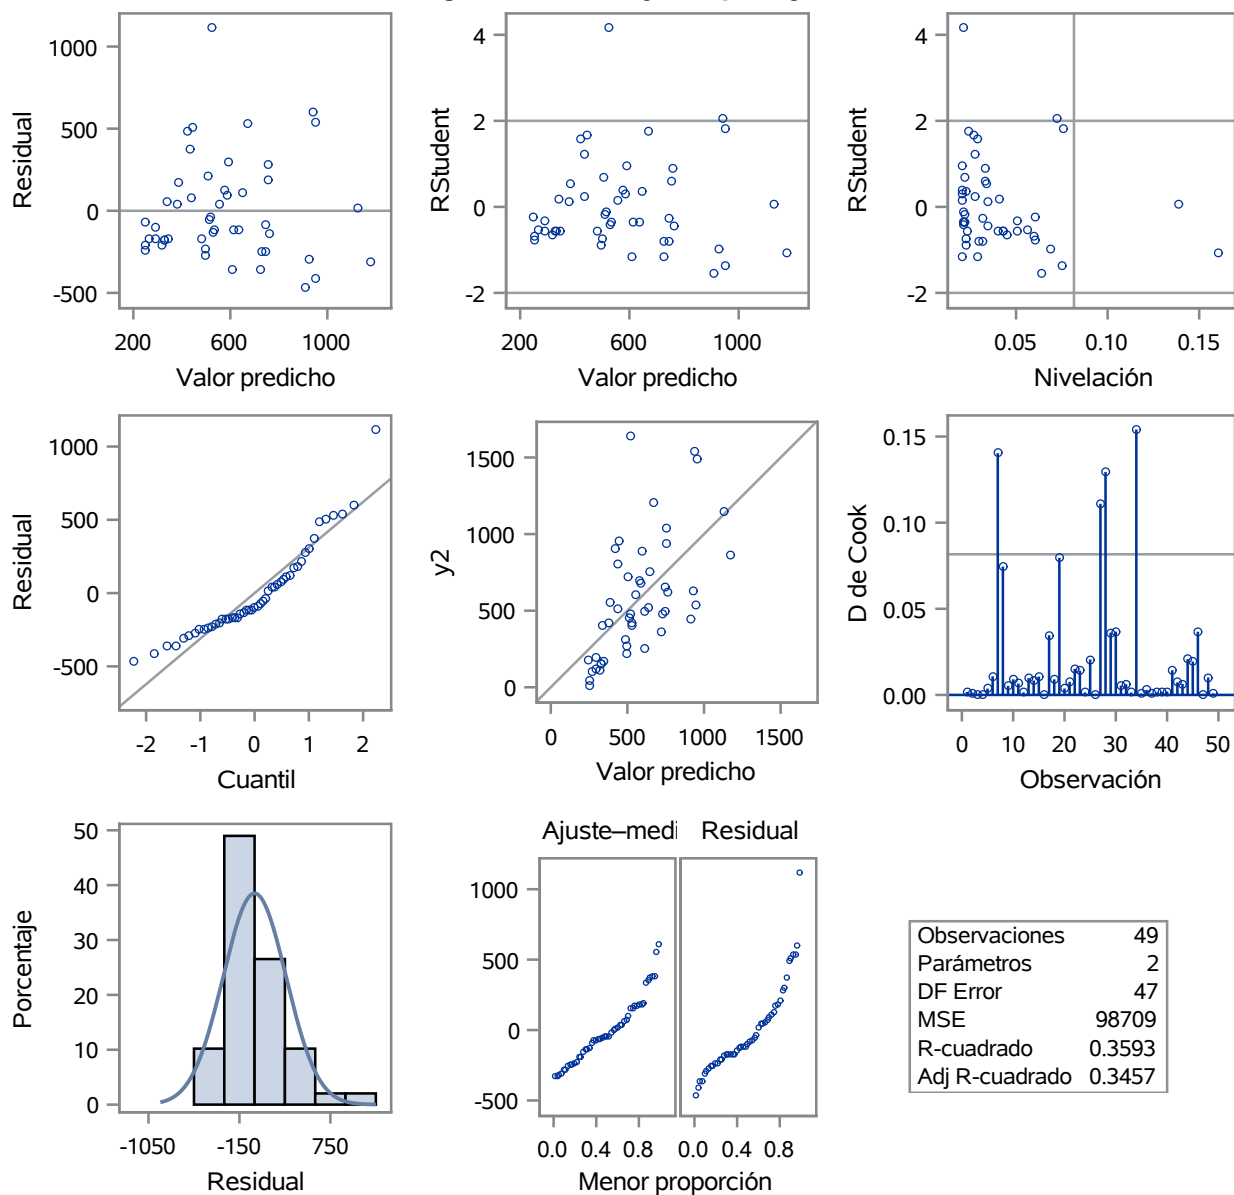 1000
500
0
-500
Residual
200
600
1000
Valor predicho
4
2
0
-2
RStudent
200
600
1000
Valor predicho
4
2
0
-2
RStudent
0.05
0.10
0.15
Nivelación
1000
500
0
-500
Residual
-2
-1
0
1
2
Cuantil
1500
1000
500
0
y2
0
500
1000
1500
Valor predicho
0.15
0.10
0.05
0.00
D de Cook
0
10
20
30
40
50
Observación
50
40
30
20
10
0
Porcentaje
-1050
-150
750
Residual
Ajuste–medi
Residual
1000
500
0
-500
0.0
0.4
0.8
0.0
0.4
0.8
Menor proporción
Observaciones 49
Parámetros 2
DF Error 47
MSE 98709
R-cuadrado 0.3593
Adj R-cuadrado 0.3457